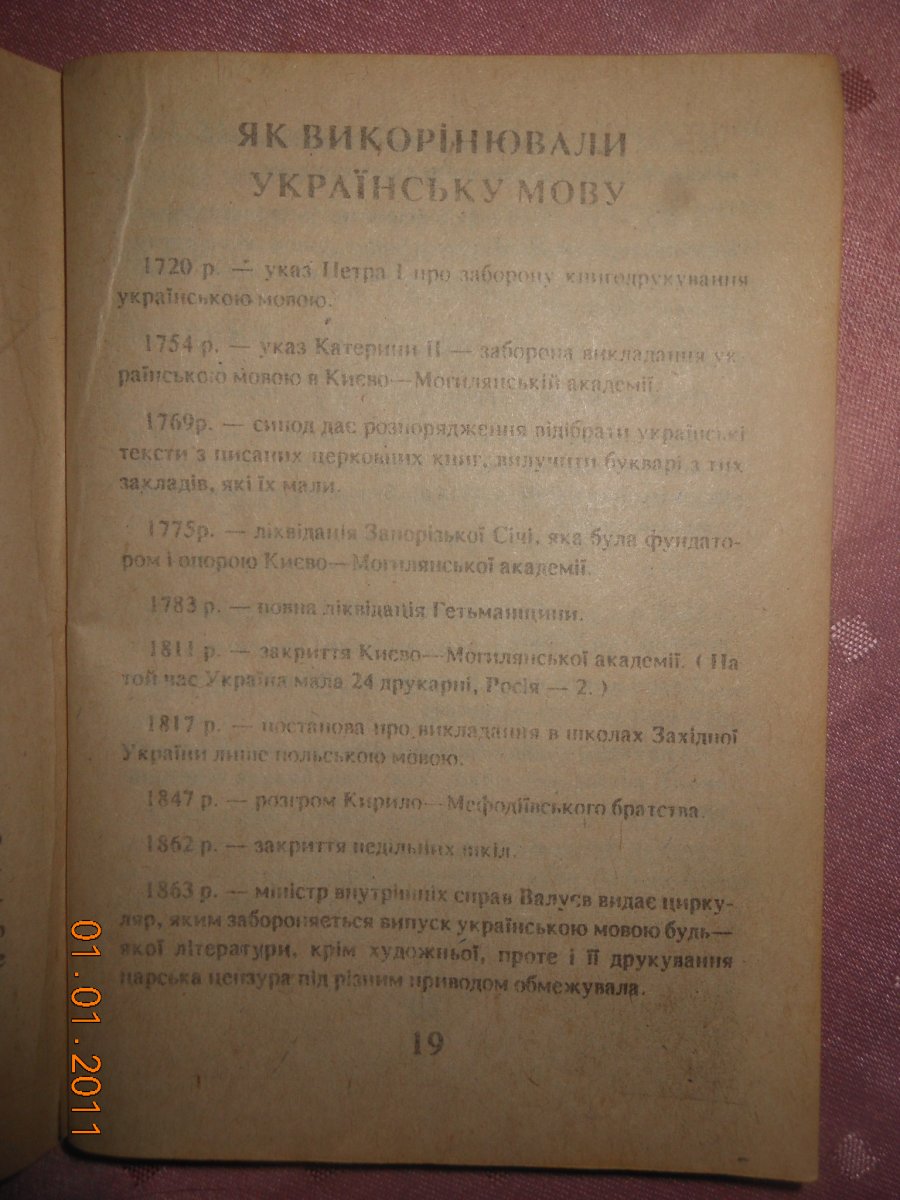 ЯК ВИКОРІНЮВАЛИ
УКРАЇНСЬКУ МОВУ
1720 р. — указ Петра І про заборону книгодрукування
українською мовою.
1754 р. — указ Катерини ІІ — заборона викладання ук-
раїнською мовою в Києво—Могилянській академії.
1769р. — синод дає розпорядження відібрати українські
тексти з писаних церковних книг, вилучити букварі з тих
закладів, які їх мали.
1775р. — ліквідація Запорізької Січі, яка була фундато-
ром і опорою Києво—Могилянської академії.
1783 р. — повна ліквідація Гетьманщини.
1811 р. — закриття Києво—Могилянської академії. ( На
той час Україна мала 24 друкарні, Росія — 2. )
1817 р. — постанова про викладання в школах Західної
України лише польською мовою.
1847 р. — розгром Кирило—Мефодіївського братства.
1862 р. — закриття недільних шкіл.
1863 р. — міністр внутрішніх справ Валуєв видає цирку-
ляр, яким забороняється випуск українською мовою будь—
якої літератури, крім художньої, проте і її друкування
царська цензура під різним приводом обмежувала.
19
01.01.2011